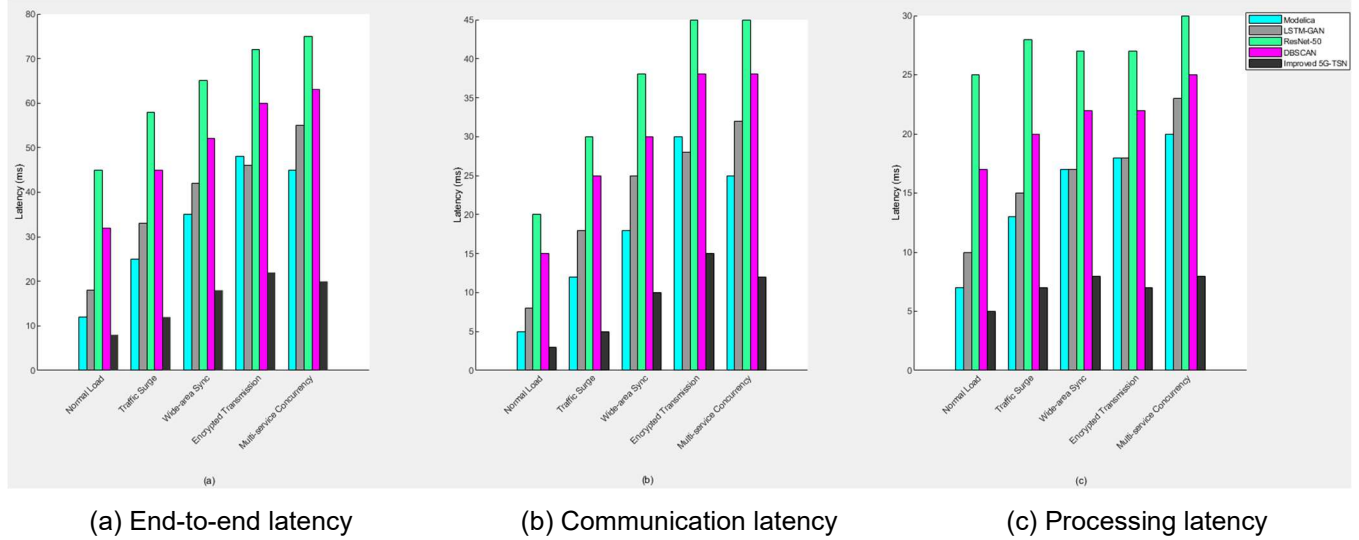 80
70
60
50
40
30
20
10
0
Latency (ms)
Normal Load
Traffic Surge
Wide-area Sync
Encrypted Transmission
Multi-service Concurrency
(a)
45
40
35
30
25
20
15
10
5
0
Latency (ms)
Normal Load
Traffic Surge
Wide-area Sync
Encrypted Transmission
Multi-service Concurrency
(b)
30
25
20
15
10
5
0
Latency (ms)
Normal Load
Traffic Surge
Wide-area Sync
Encrypted Transmission
Multi-service Concurrency
(c)
Modelica
LSTM-GAN
ResNet-50
DBSCAN
Improved 5G-TSN
(a) End-to-end latency
(b) Communication latency
(c) Processing latency